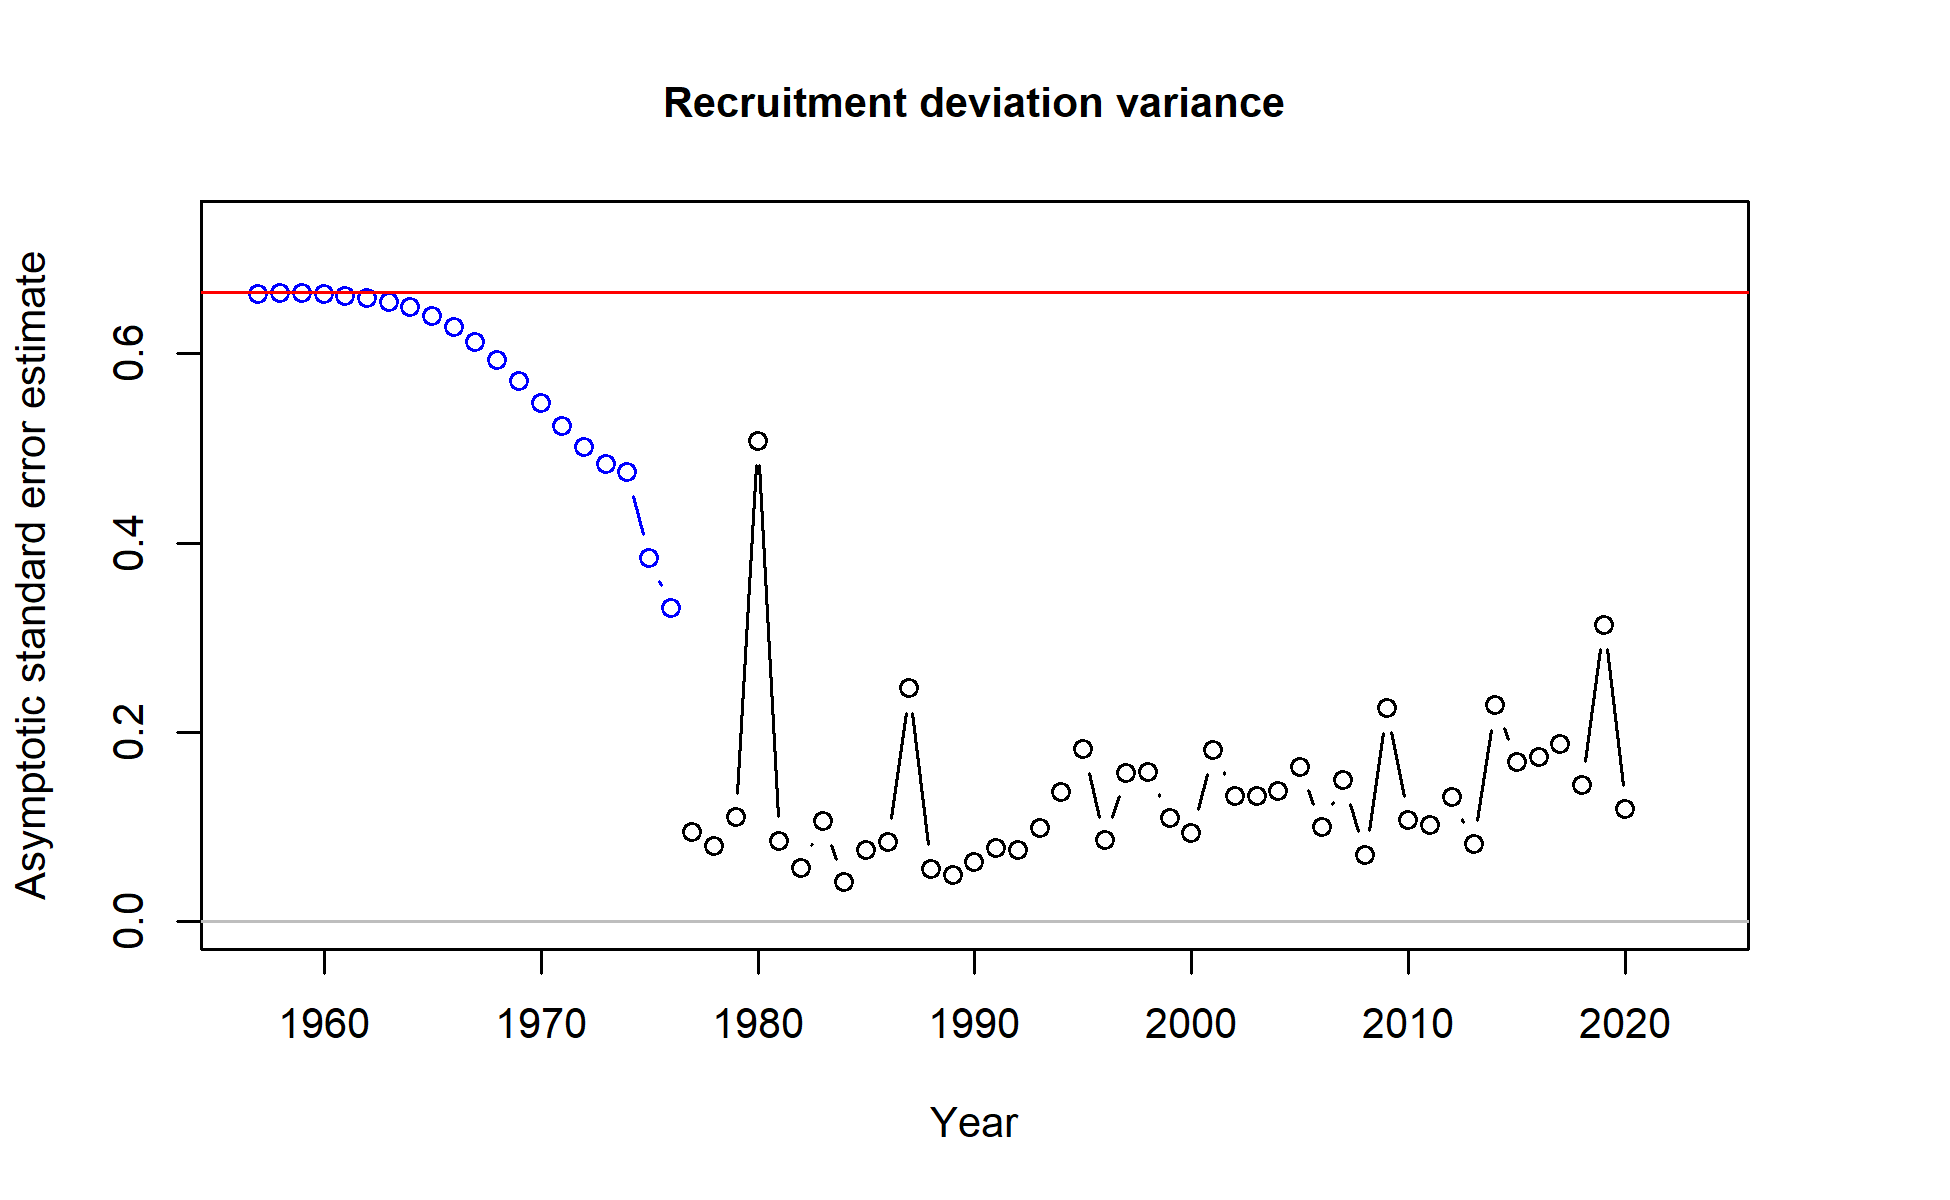 Recruitment deviation variance
Asymptotic standard error estimate
0.6
0.4
0.2
0.0
1960 1970 1980 1990 2000 2010 2020
Year